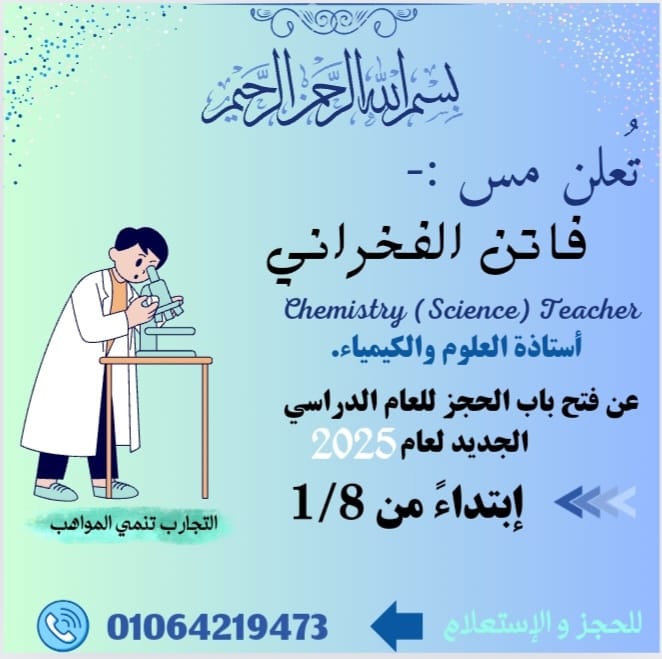 بسم الله الرحمن الرحيم
تُعلن مس :-
فاتن الفخراني
Chemistry (Science) Teacher
أستاذة العلوم والكيمياء.
عن فتح باب الحجز للعام الدراسي
الجديد لعام 2025
إبتداءً من 1/8
التجارب تنمي المواهب
للحجز و الإستعلام
01064219473